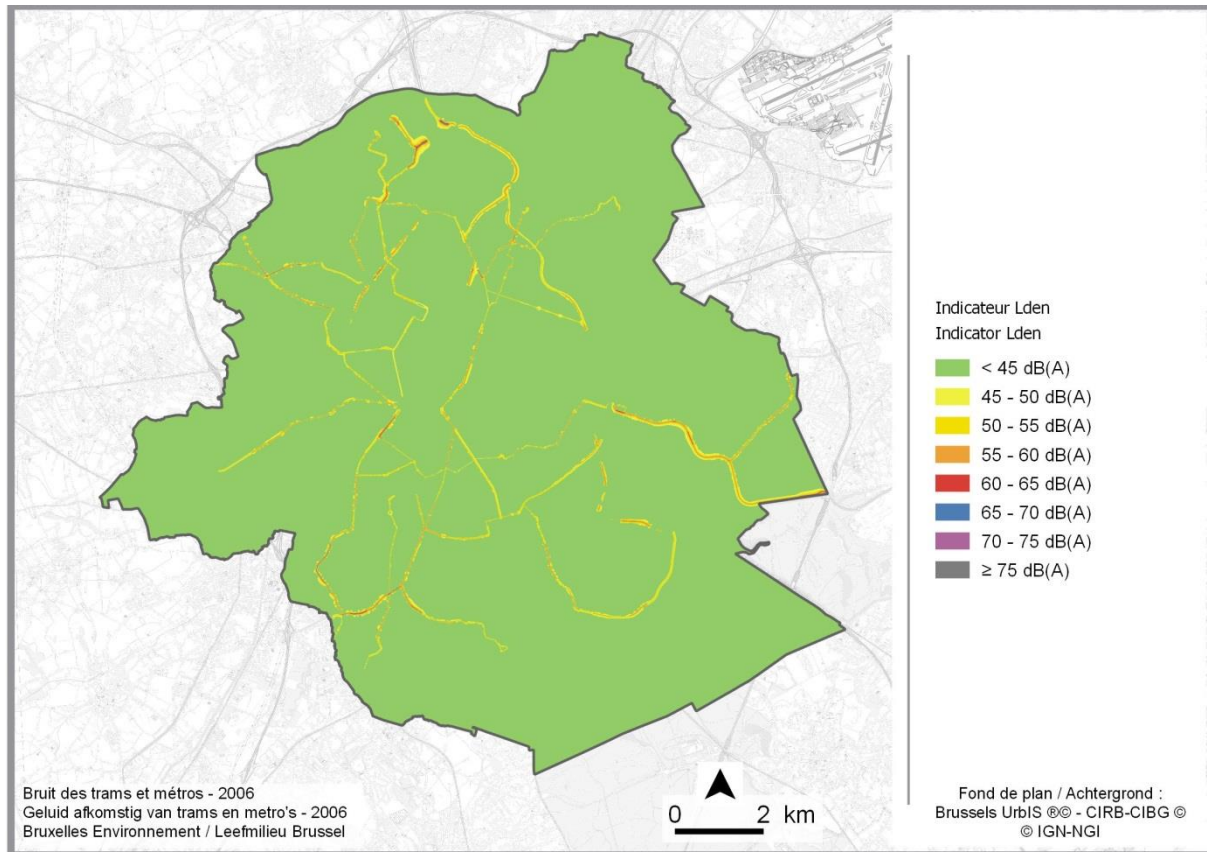 Indicateur Lden
Indicator Lden
< 45 dB(A)
45 - 50 dB(A)
50 - 55 dB(A)
55 - 60 dB(A)
60 - 65 dB(A)
65 - 70 dB(A)
70 - 75 dB(A)
≥ 75 dB(A)
Bruit des trams et métros - 2006
Geluid afkomstig van trams en metro's - 2006
Bruxelles Environnement / Leefmilieu Brussel
0 2 km
Fond de plan / Achtergrond :
Brussels UrbIS ®© - CIRB-CIBG ©
© IGN-NGI